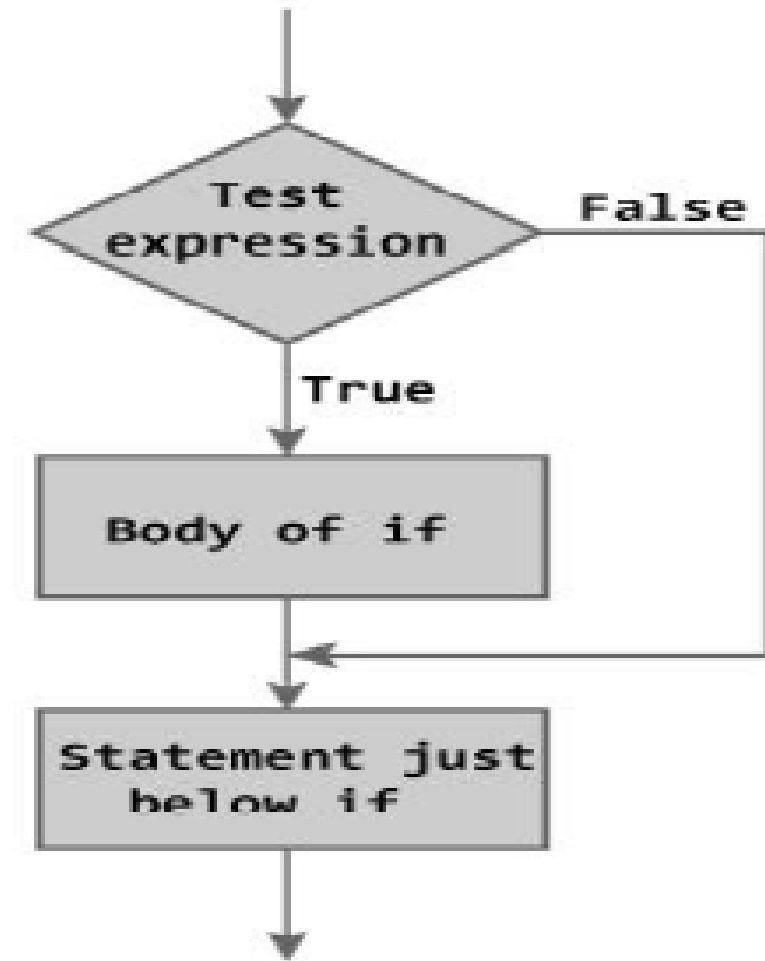 Test
expression
False
True
Body of if
Statement just
below if